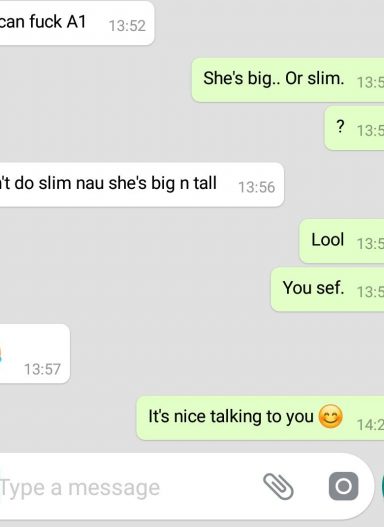 can fuck A1 13:52
She's big.. Or slim. 13:5
? 13:5
't do slim nau she's big n tall 13:56
Lool 13:5
You sef. 13:5
13:57
It's nice talking to you 😊 14:2
Type a message